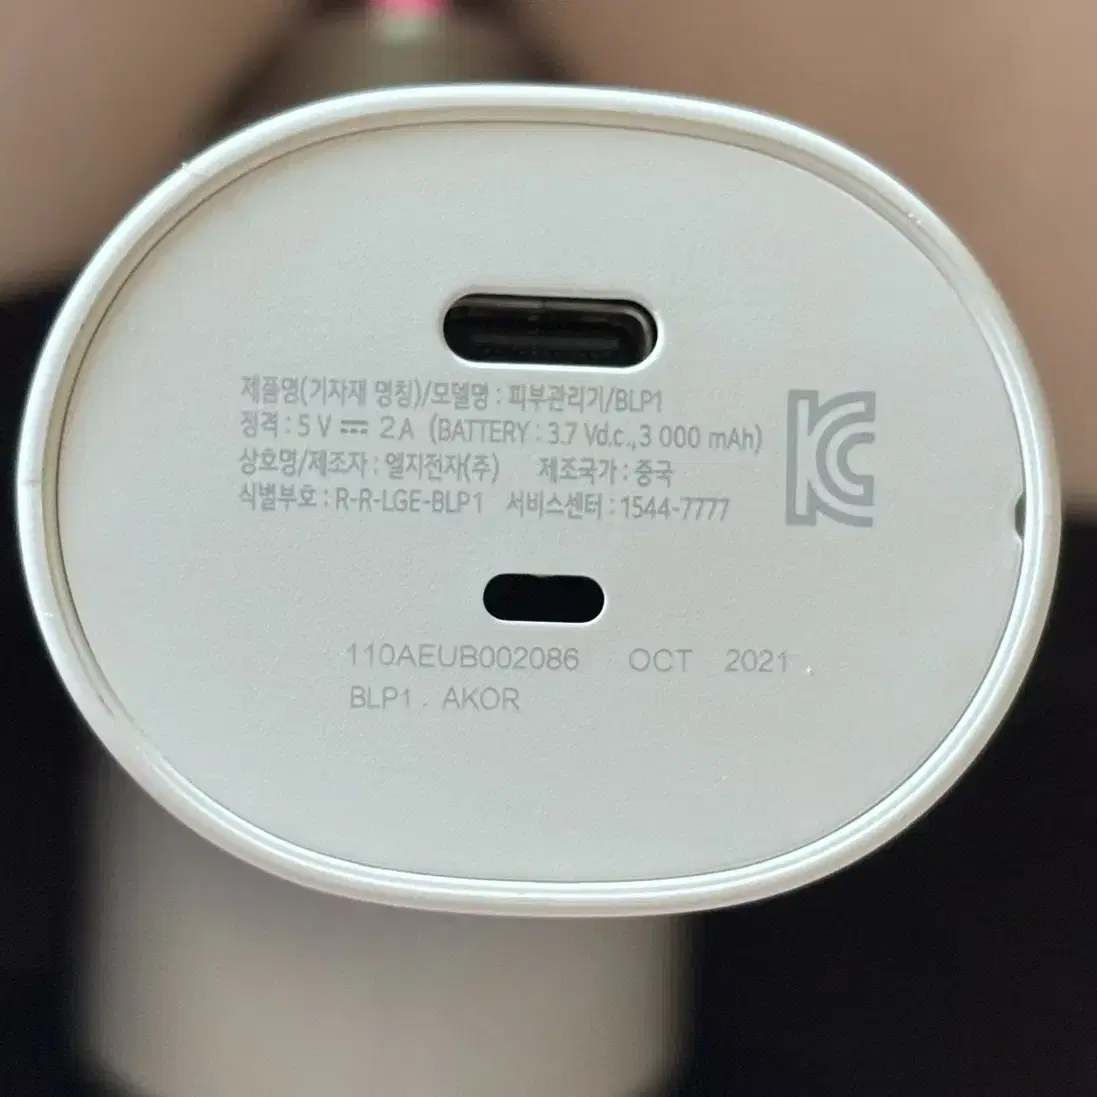 제품명(기자재 명칭)/모델명 : 피부관리기/BLP1
정격 : 5 V ⎓ 2 A (BATTERY : 3.7 Vd.c., 3 000 mAh)
상호명/제조자 : 엘지전자(주) 제조국가 : 중국
식별부호 : R-R-LGE-BLP1 서비스센터 : 1544-7777
KC
110AEUB002086 OCT 2021
BLP1 . AKOR